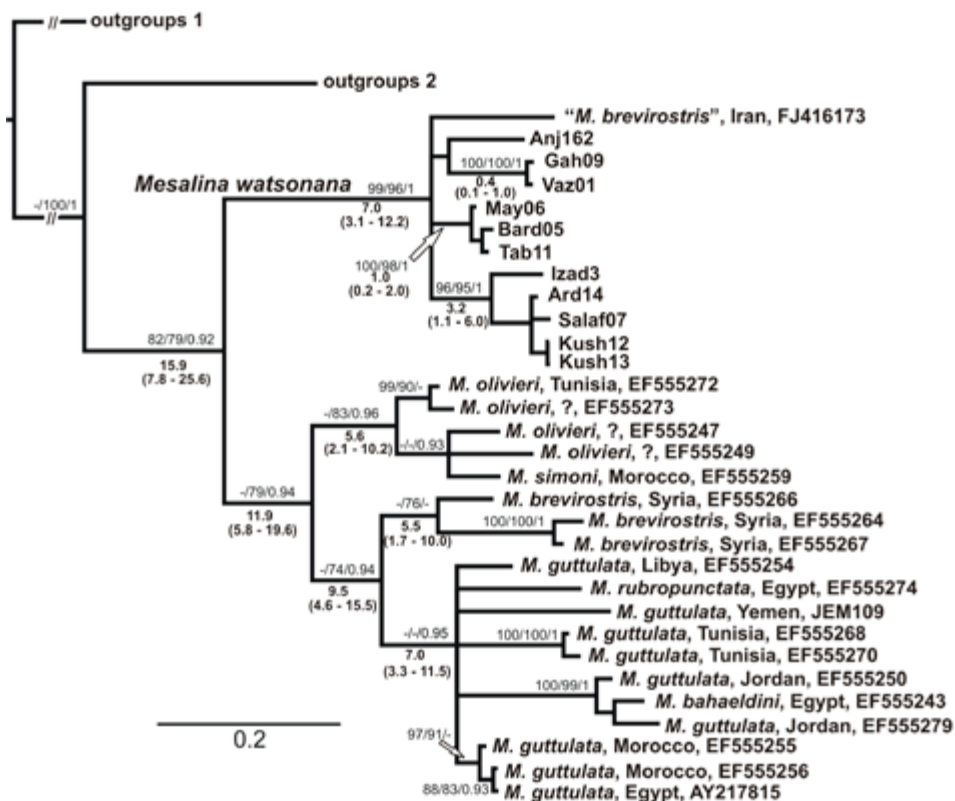 outgroups 1
outgroups 2
"M. brevirostris", Iran, FJ416173
Anj162
100/100/1
Gah09
0.4
(0.1 - 1.0)
Vaz01
Mesalina watsonana
99/96/1
7.0
(3.1 - 12.2)
-/100/1
May06
Bard05
Tab11
100/98/1
1.0
(0.2 - 2.0)
96/95/1
3.2
(1.1 - 6.0)
Izad3
Ard14
Salaf07
Kush12
Kush13
82/79/0.92
15.9
(7.8 - 25.6)
99/90/-
M. olivieri, Tunisia, EF555272
M. olivieri, ?, EF555273
-/83/0.96
5.6
(2.1 - 10.2)
M. olivieri, ?, EF555247
-/-/0.93
M. olivieri, ?, EF555249
M. simoni, Morocco, EF555259
-/79/0.94
11.9
(5.8 - 19.6)
-/76/-
5.5
(1.7 - 10.0)
M. brevirostris, Syria, EF555266
100/100/1
M. brevirostris, Syria, EF555264
M. brevirostris, Syria, EF555267
-/74/0.94
9.5
(4.6 - 15.5)
M. guttulata, Libya, EF555254
M. rubropunctata, Egypt, EF555274
M. guttulata, Yemen, JEM109
-/-/0.95
7.0
(3.3 - 11.5)
100/100/1
M. guttulata, Tunisia, EF555268
M. guttulata, Tunisia, EF555270
100/99/1
M. guttulata, Jordan, EF555250
M. bahaeldini, Egypt, EF555243
M. guttulata, Jordan, EF555279
97/91/-
M. guttulata, Morocco, EF555255
M. guttulata, Morocco, EF555256
88/83/0.93
M. guttulata, Egypt, AY217815
0.2